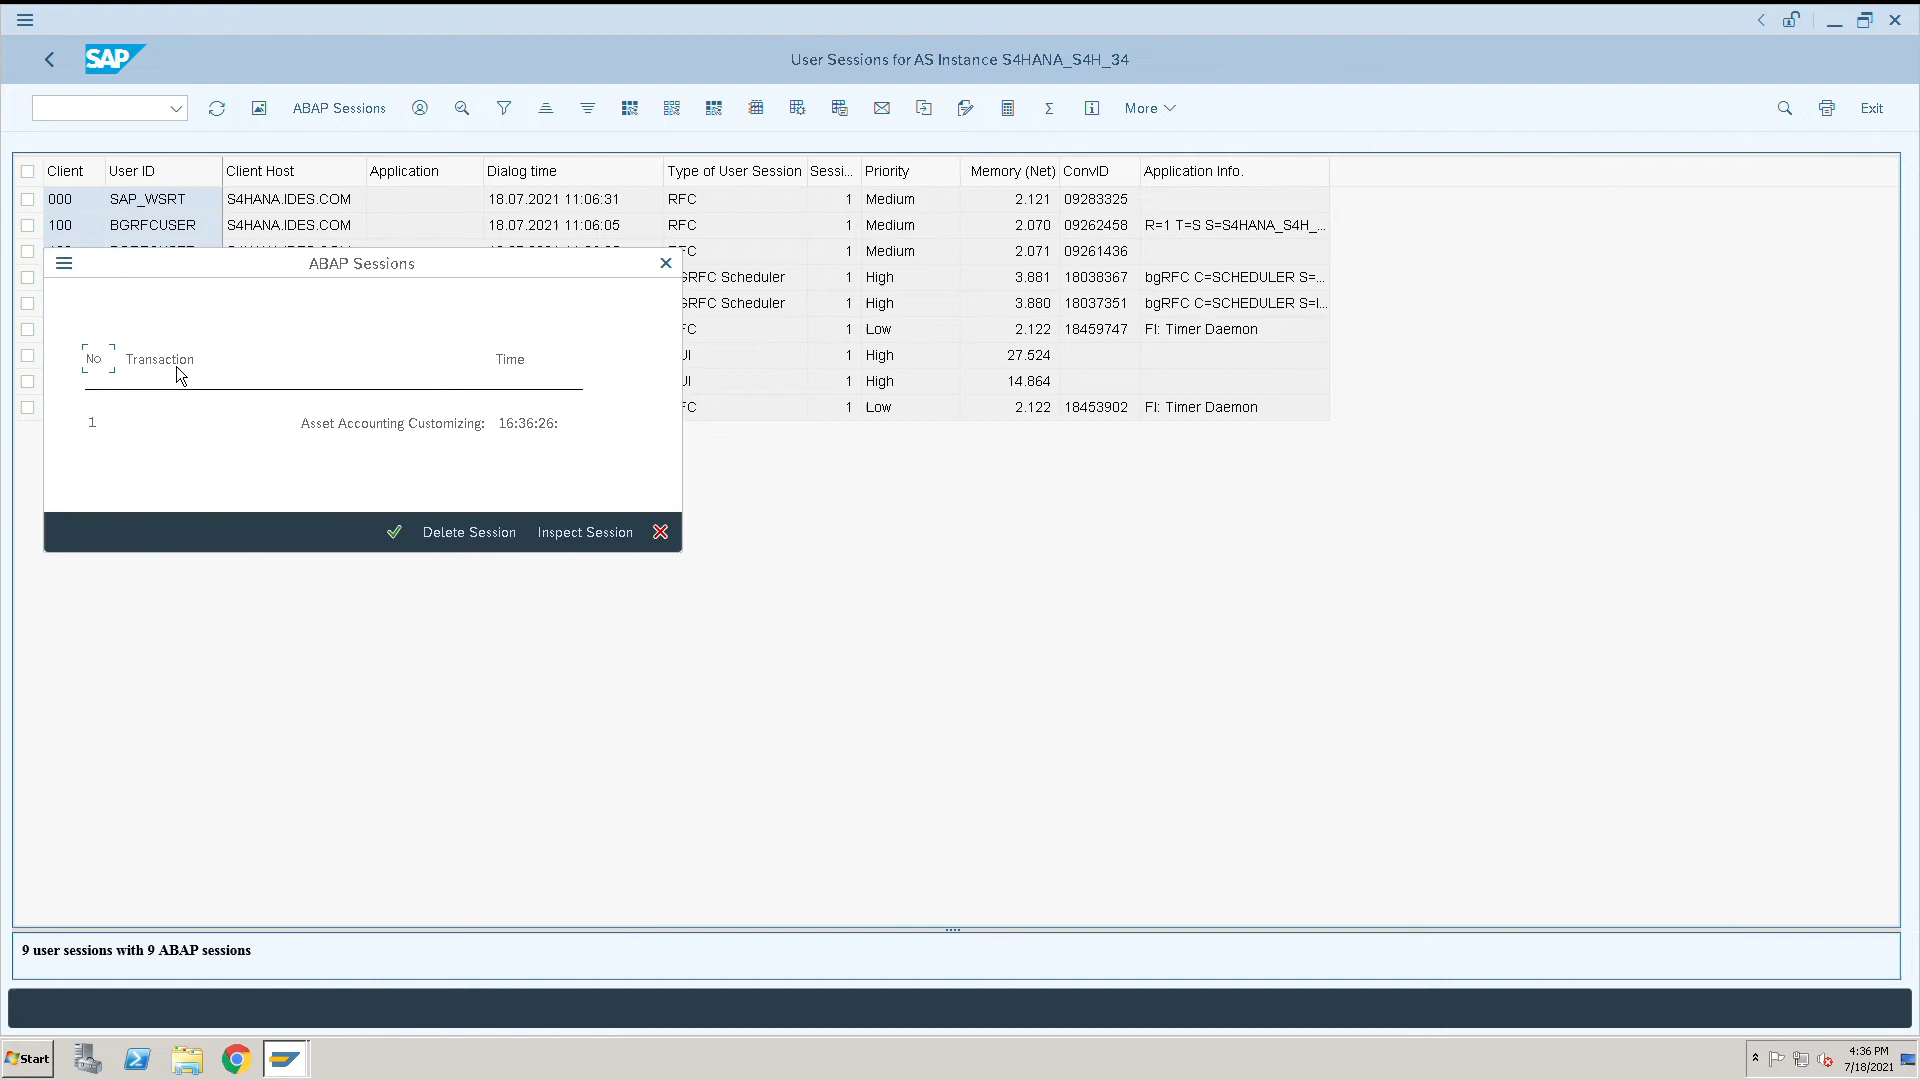 SAP
User Sessions for AS Instance S4HANA_S4H_34
ABAP Sessions
More
Exit
Client User ID Client Host Application Dialog time Type of User Session Sessi... Priority Memory (Net) ConvID Application Info.
000 SAP_WSRT S4HANA.IDES.COM 18.07.2021 11:06:31 RFC 1 Medium 2.121 09283325
100 BGRFCUSER S4HANA.IDES.COM 18.07.2021 11:06:05 RFC 1 Medium 2.070 09262458 R=1 T=S S=S4HANA_S4H_...
1 Medium 2.071 09261436
GRFC Scheduler 1 High 3.881 18038367 bgRFC C=SCHEDULER S=...
GRFC Scheduler 1 High 3.880 18037351 bgRFC C=SCHEDULER S=I...
FC 1 Low 2.122 18459747 FI: Timer Daemon
UI 1 High 27.524
UI 1 High 14.864
FC 1 Low 2.122 18453902 FI: Timer Daemon
ABAP Sessions
No Transaction Time
1 Asset Accounting Customizing: 16:36:26:
Delete Session Inspect Session
9 user sessions with 9 ABAP sessions
Start
4:36 PM
7/18/2021